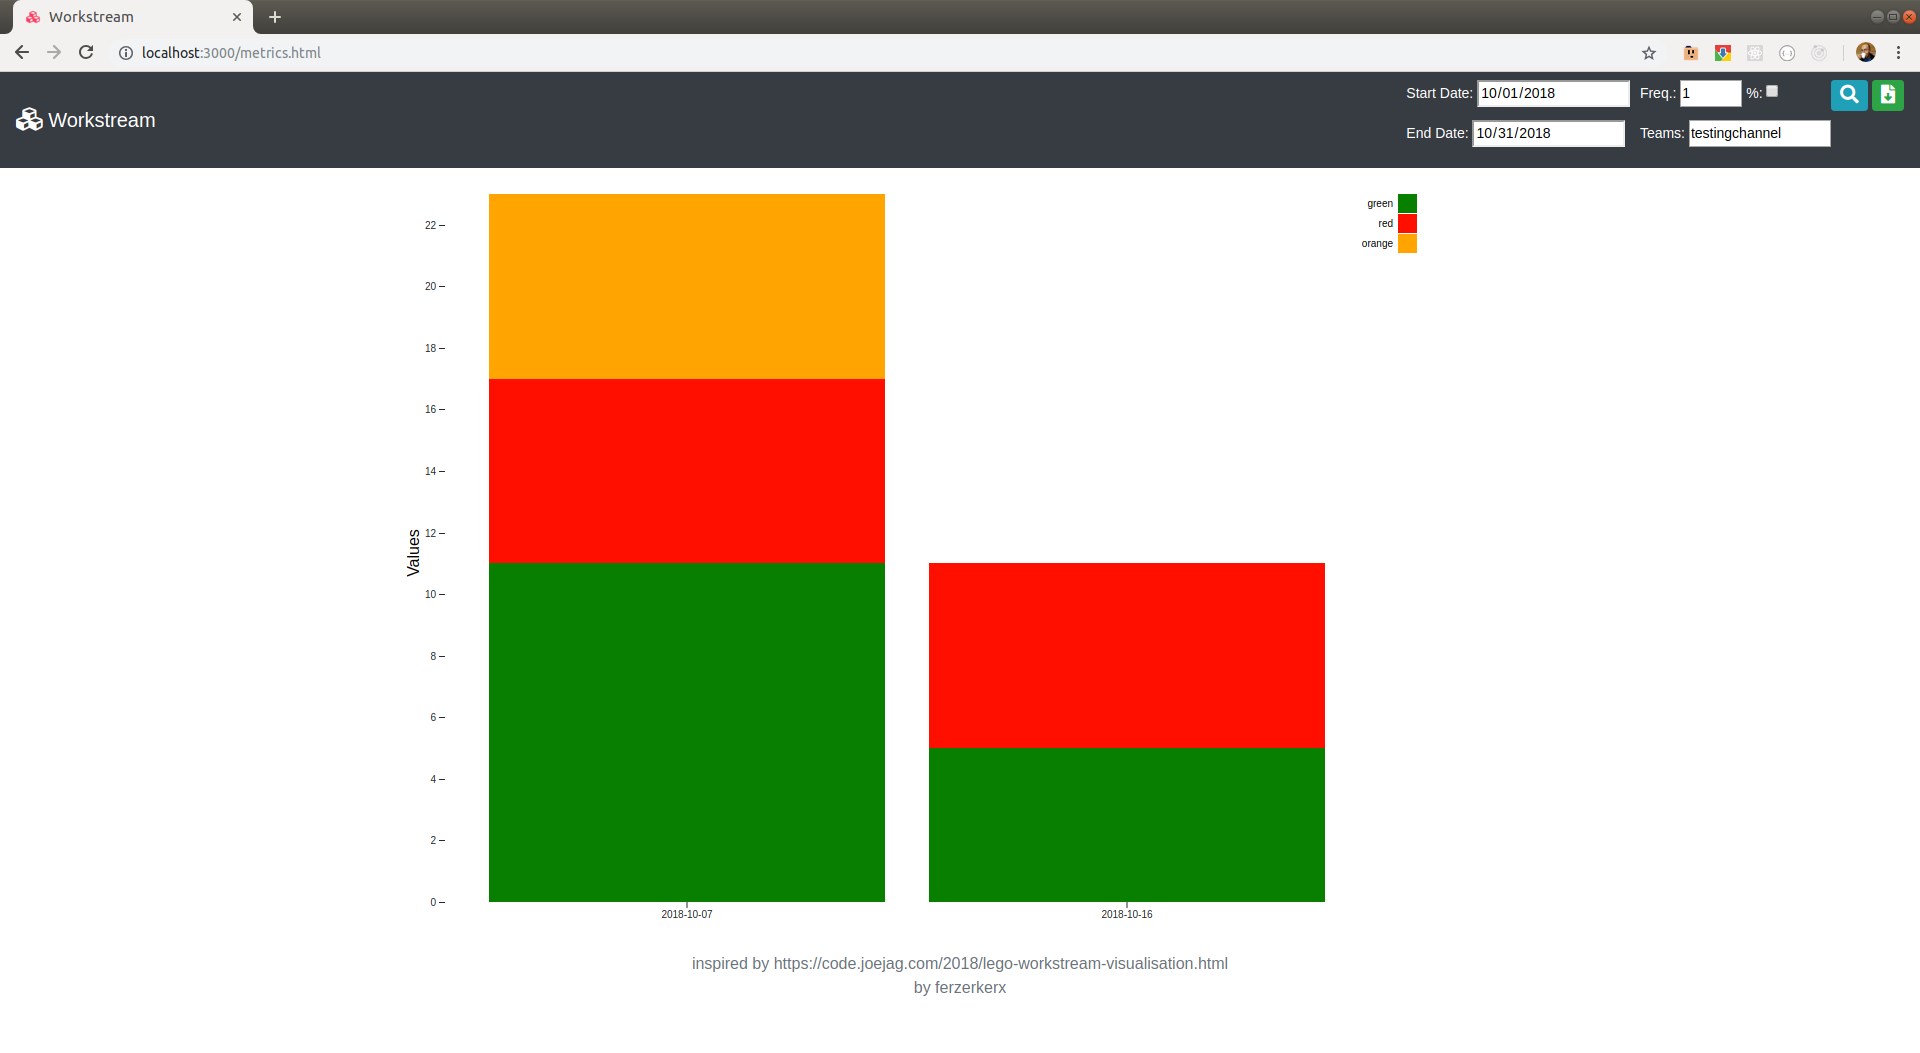 Workstream
localhost:3000/metrics.html
Workstream
Start Date: 10/01/2018 Freq.: 1 %:
End Date: 10/31/2018 Teams: testingchannel
green
red
orange
22
20
18
16
14
12
10
8
6
4
2
0
Values
2018-10-07 2018-10-16
inspired by https://code.joejag.com/2018/lego-workstream-visualisation.html
by ferzerkerx